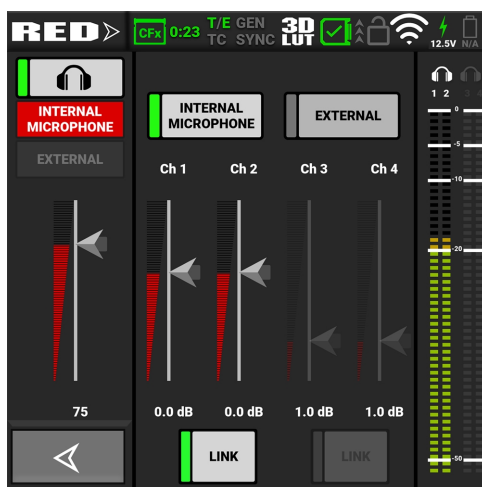 RED
CFx 0:23 T/E GEN 3D
TC SYNC LUT
12.5V N/A
INTERNAL
MICROPHONE
EXTERNAL
INTERNAL
MICROPHONE
EXTERNAL
Ch 1 Ch 2 Ch 3 Ch 4
75
0.0 dB 0.0 dB 1.0 dB 1.0 dB
LINK LINK
1 2 3 4
0
-5
-10
-20
-50